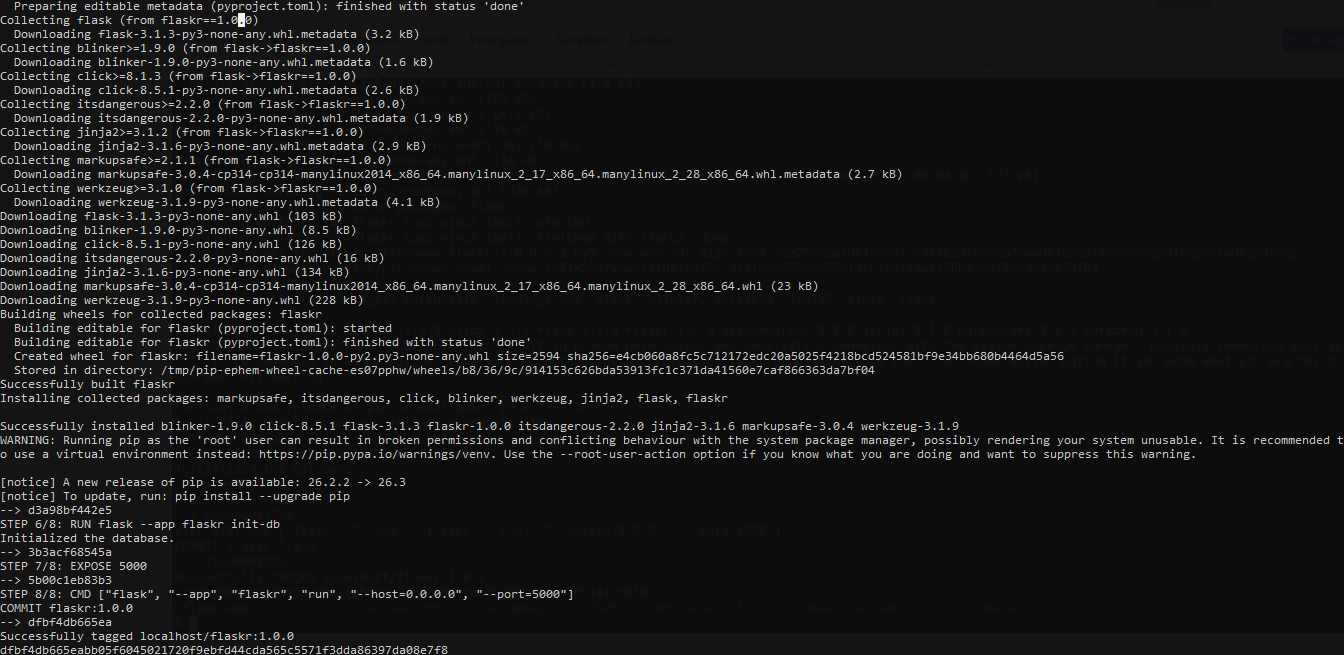 Preparing editable metadata (pyproject.toml): finished with status 'done'
Collecting flask (from flaskr==1.0.0)
  Downloading flask-3.1.3-py3-none-any.whl.metadata (3.2 kB)
Collecting blinker>=1.9.0 (from flask->flaskr==1.0.0)
  Downloading blinker-1.9.0-py3-none-any.whl.metadata (1.6 kB)
Collecting click>=8.1.3 (from flask->flaskr==1.0.0)
  Downloading click-8.5.1-py3-none-any.whl.metadata (2.6 kB)
Collecting itsdangerous>=2.2.0 (from flask->flaskr==1.0.0)
  Downloading itsdangerous-2.2.0-py3-none-any.whl.metadata (1.9 kB)
Collecting jinja2>=3.1.2 (from flask->flaskr==1.0.0)
  Downloading jinja2-3.1.6-py3-none-any.whl.metadata (2.9 kB)
Collecting markupsafe>=2.1.1 (from flask->flaskr==1.0.0)
  Downloading markupsafe-3.0.4-cp314-cp314-manylinux2014_x86_64.manylinux_2_17_x86_64.manylinux_2_28_x86_64.whl.metadata (2.7 kB)
Collecting werkzeug>=3.1.0 (from flask->flaskr==1.0.0)
  Downloading werkzeug-3.1.9-py3-none-any.whl.metadata (4.1 kB)
Downloading flask-3.1.3-py3-none-any.whl (103 kB)
Downloading blinker-1.9.0-py3-none-any.whl (8.5 kB)
Downloading click-8.5.1-py3-none-any.whl (126 kB)
Downloading itsdangerous-2.2.0-py3-none-any.whl (16 kB)
Downloading jinja2-3.1.6-py3-none-any.whl (134 kB)
Downloading markupsafe-3.0.4-cp314-cp314-manylinux2014_x86_64.manylinux_2_17_x86_64.manylinux_2_28_x86_64.whl (23 kB)
Downloading werkzeug-3.1.9-py3-none-any.whl (228 kB)
Building wheels for collected packages: flaskr
  Building editable for flaskr (pyproject.toml): started
  Building editable for flaskr (pyproject.toml): finished with status 'done'
  Created wheel for flaskr: filename=flaskr-1.0.0-py2.py3-none-any.whl size=2594 sha256=e4cb060a8fc5c712172edc20a5025f4218bcd524581bf9e34bb680b4464d5a56
  Stored in directory: /tmp/pip-ephem-wheel-cache-es07pphw/wheels/b8/36/9c/914153c626bda53913fc1c371da41560e7caf866363da7bf04
Successfully built flaskr
Installing collected packages: markupsafe, itsdangerous, click, blinker, werkzeug, jinja2, flask, flaskr

Successfully installed blinker-1.9.0 click-8.5.1 flask-3.1.3 flaskr-1.0.0 itsdangerous-2.2.0 jinja2-3.1.6 markupsafe-3.0.4 werkzeug-3.1.9
WARNING: Running pip as the 'root' user can result in broken permissions and conflicting behaviour with the system package manager, possibly rendering your system unusable. It is recommended t
o use a virtual environment instead: https://pip.pypa.io/warnings/venv. Use the --root-user-action option if you know what you are doing and want to suppress this warning.

[notice] A new release of pip is available: 26.2.2 -> 26.3
[notice] To update, run: pip install --upgrade pip
--> d3a98bf442e5
STEP 6/8: RUN flask --app flaskr init-db
Initialized the database.
--> 3b3acf68545a
STEP 7/8: EXPOSE 5000
--> 5b00c1eb83b3
STEP 8/8: CMD ["flask", "--app", "flaskr", "run", "--host=0.0.0.0", "--port=5000"]
COMMIT flaskr:1.0.0
--> dfbf4db665ea
Successfully tagged localhost/flaskr:1.0.0
dfbf4db665eabb05f6045021720f9ebfd44cda565c5571f3dda86397da08e7f8